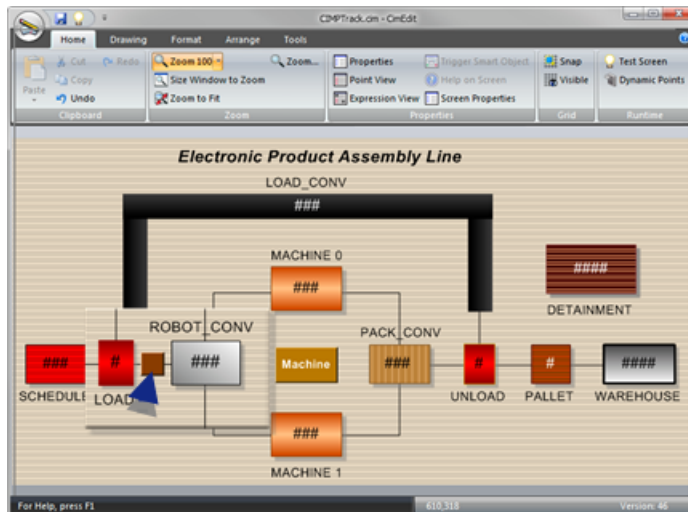 CIMPTrack.cim - CimEdit
Home Drawing Format Arrange Tools
Paste
Cut
Copy
Undo
Redo
Clipboard
Zoom 100
Size Window to Zoom
Zoom to Fit
Zoom...
Zoom
Properties
Point View
Expression View
Trigger Smart Object
Help on Screen
Screen Properties
Properties
Snap
Visible
Grid
Test Screen
Dynamic Points
Runtime
Electronic Product Assembly Line
LOAD_CONV
###
MACHINE 0
###
####
DETAINMENT
ROBOT_CONV
PACK_CONV
### # ### Machine ### # # ####
SCHEDULE LOAD UNLOAD PALLET WAREHOUSE
###
MACHINE 1
For Help, press F1 610,318 Version: 46